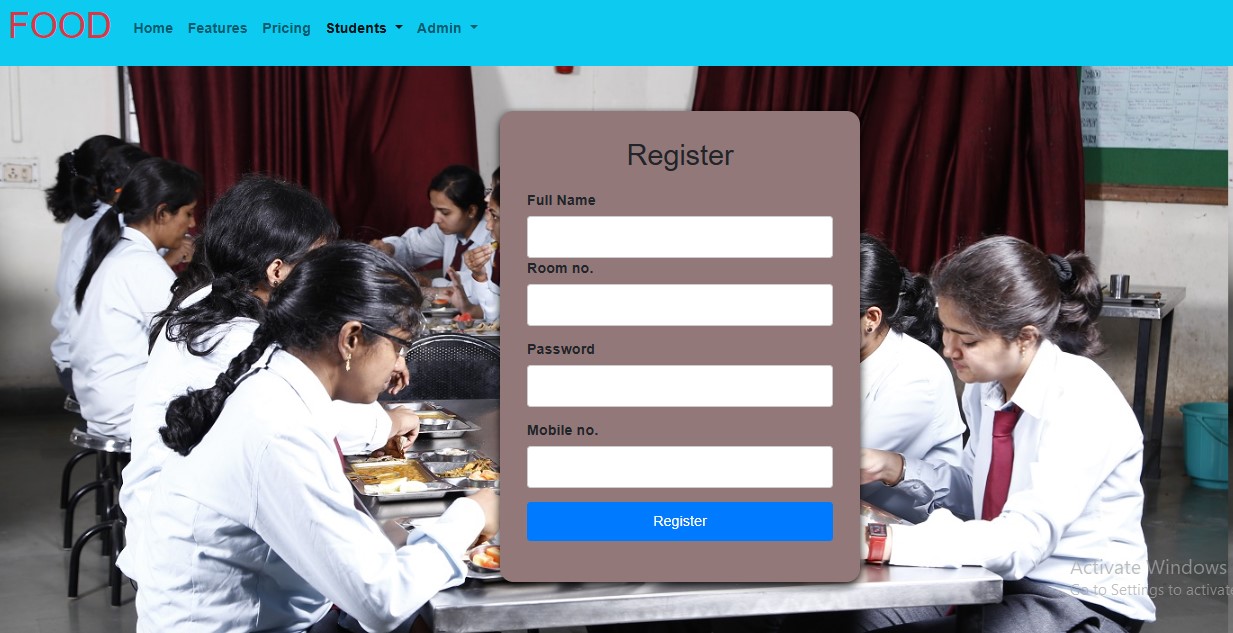 FOOD Home Features Pricing Students Admin
Register
Full Name
Room no.
Password
Mobile no.
Register
Activate Windows
Go to Settings to activate